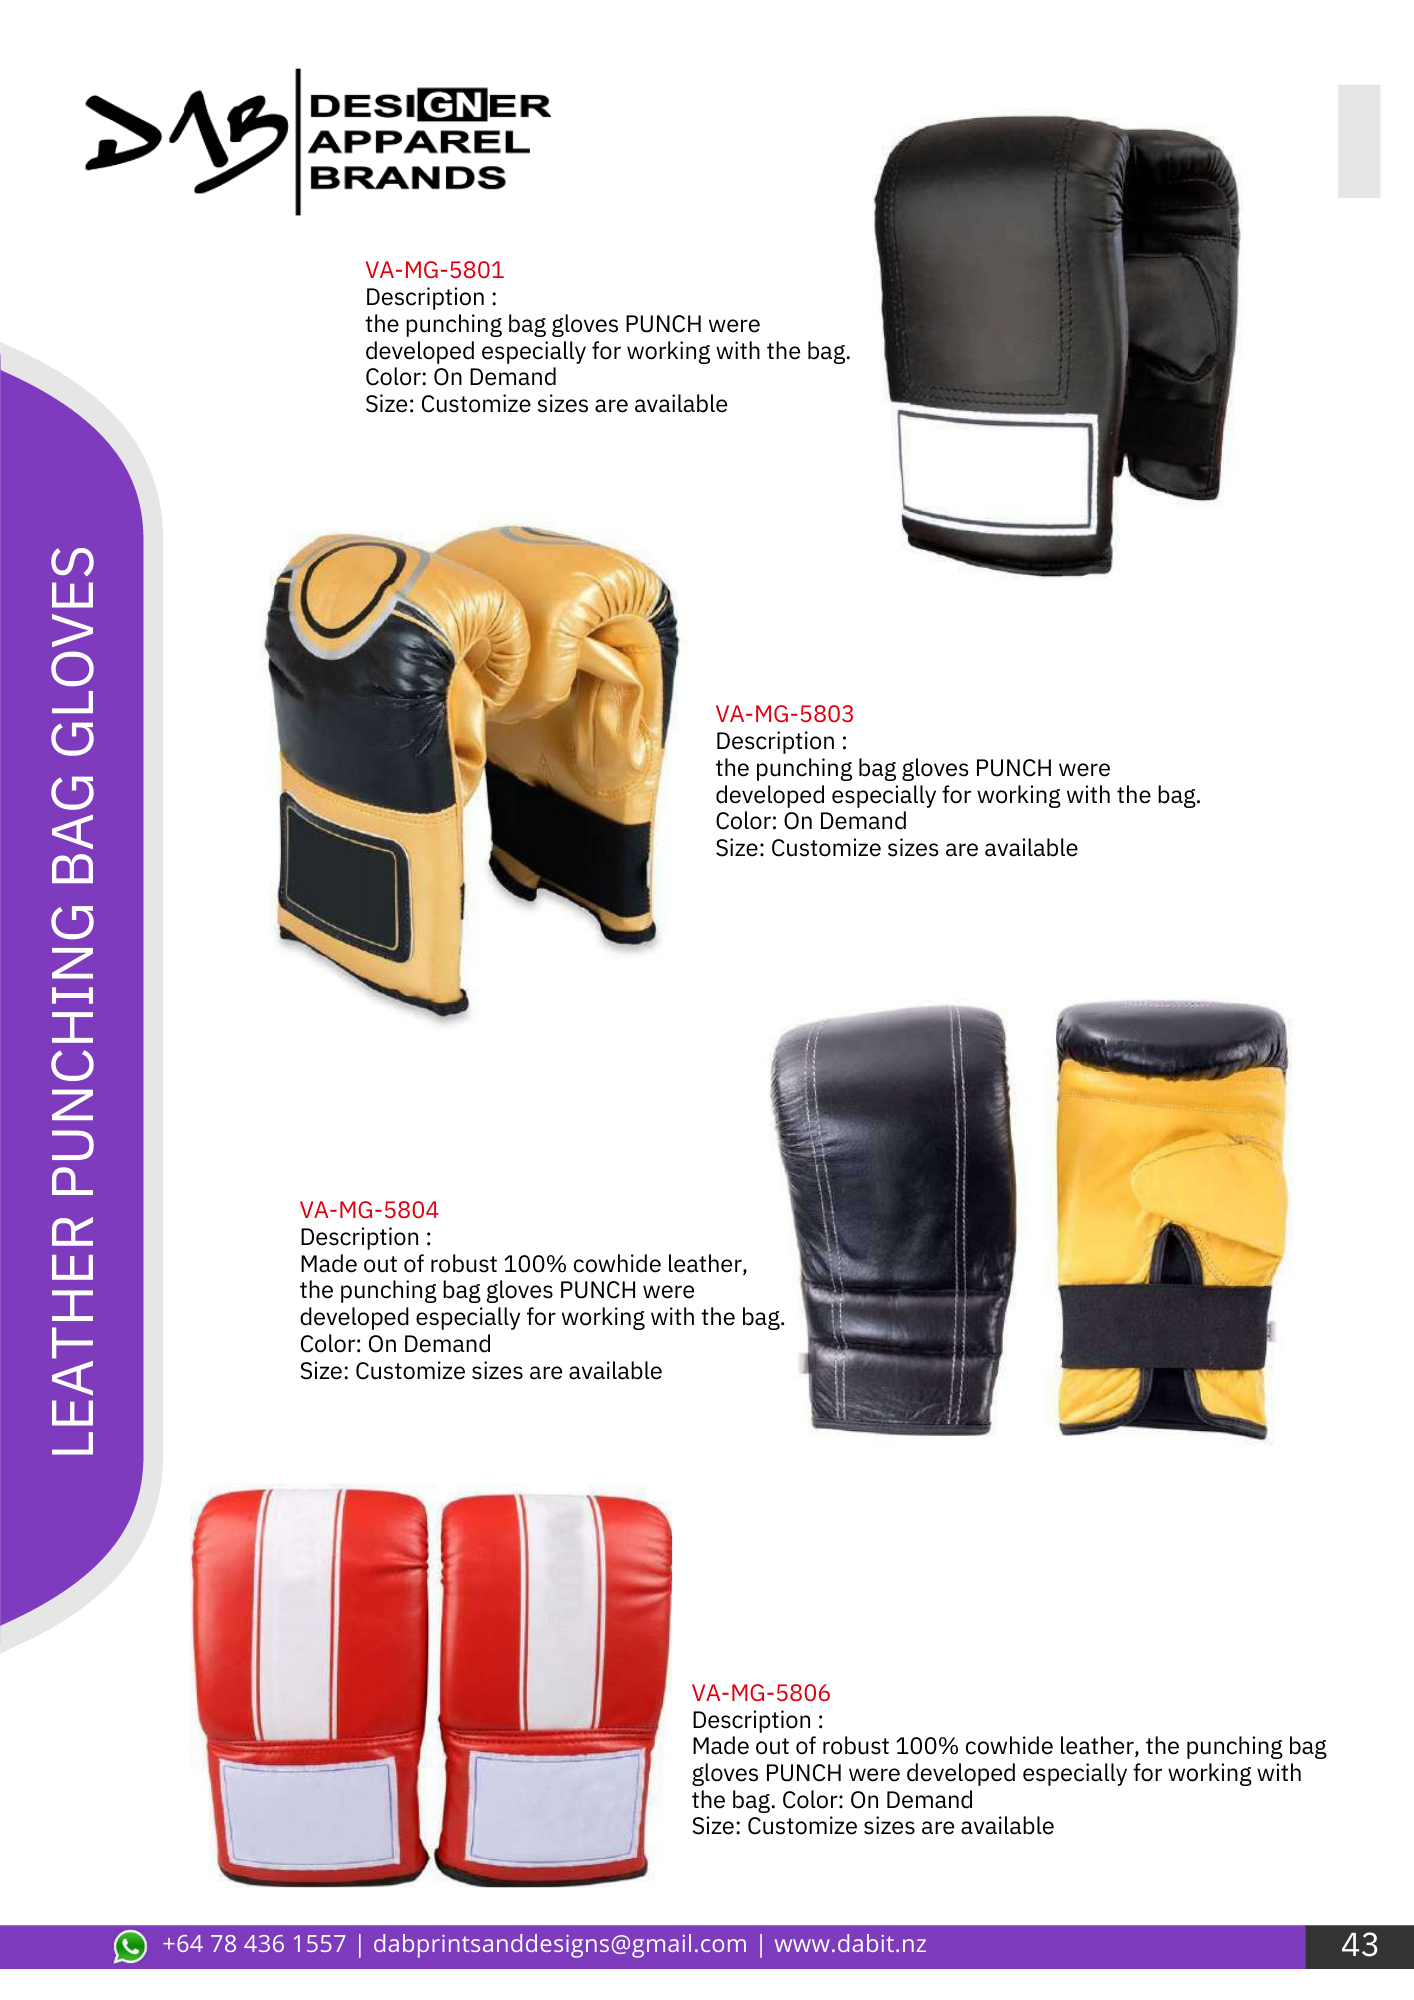 DAB
DESIGNER
APPAREL
BRANDS
VA-MG-5801
Description :
the punching bag gloves PUNCH were
developed especially for working with the bag.
Color: On Demand
Size: Customize sizes are available
LEATHER PUNCHING BAG GLOVES
VA-MG-5803
Description :
the punching bag gloves PUNCH were
developed especially for working with the bag.
Color: On Demand
Size: Customize sizes are available
VA-MG-5804
Description :
Made out of robust 100% cowhide leather,
the punching bag gloves PUNCH were
developed especially for working with the bag.
Color: On Demand
Size: Customize sizes are available
VA-MG-5806
Description :
Made out of robust 100% cowhide leather, the punching bag
gloves PUNCH were developed especially for working with
the bag. Color: On Demand
Size: Customize sizes are available
+64 78 436 1557 | dabprintsanddesigns@gmail.com | www.dabit.nz
43